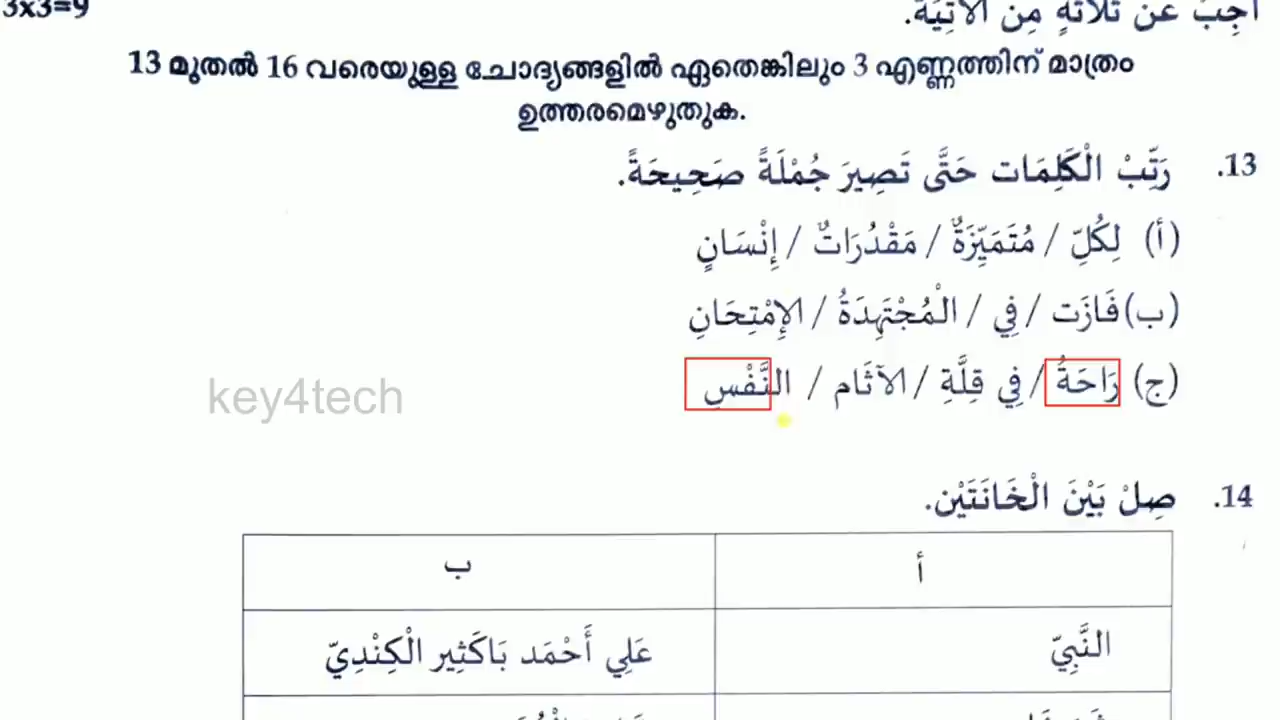 3x3=9
أَجِبْ عَنْ ثَلَاثَةٍ مِنَ الْآتِيَةِ.
13 മുതൽ 16 വരെയുള്ള ചോദ്യങ്ങളിൽ ഏതെങ്കിലും 3 എണ്ണത്തിന് മാത്രം
ഉത്തരമെഴുതുക.
13. رَتِّبْ الْكَلِمَات حَتَّى تَصِيرَ جُمْلَةً صَحِيحَةً.
(أ) لِكُلِّ / مُتَمَيِّزَةٌ / مَقْدُرَاتٌ / إِنْسَانٍ
(ب) فَازَت / فِي / الْمُجْتَهِدَةُ / الإِمْتِحَانِ
(ج) رَاحَةُ / فِي قِلَّةِ / الآثَام / النَّفْسِ
key4tech
14. صِلْ بَيْنَ الْخَانَتَيْن.
أ ب
النَّبِيّ عَلِي أَحْمَد بَاكَثِير الْكِنْدِيّ